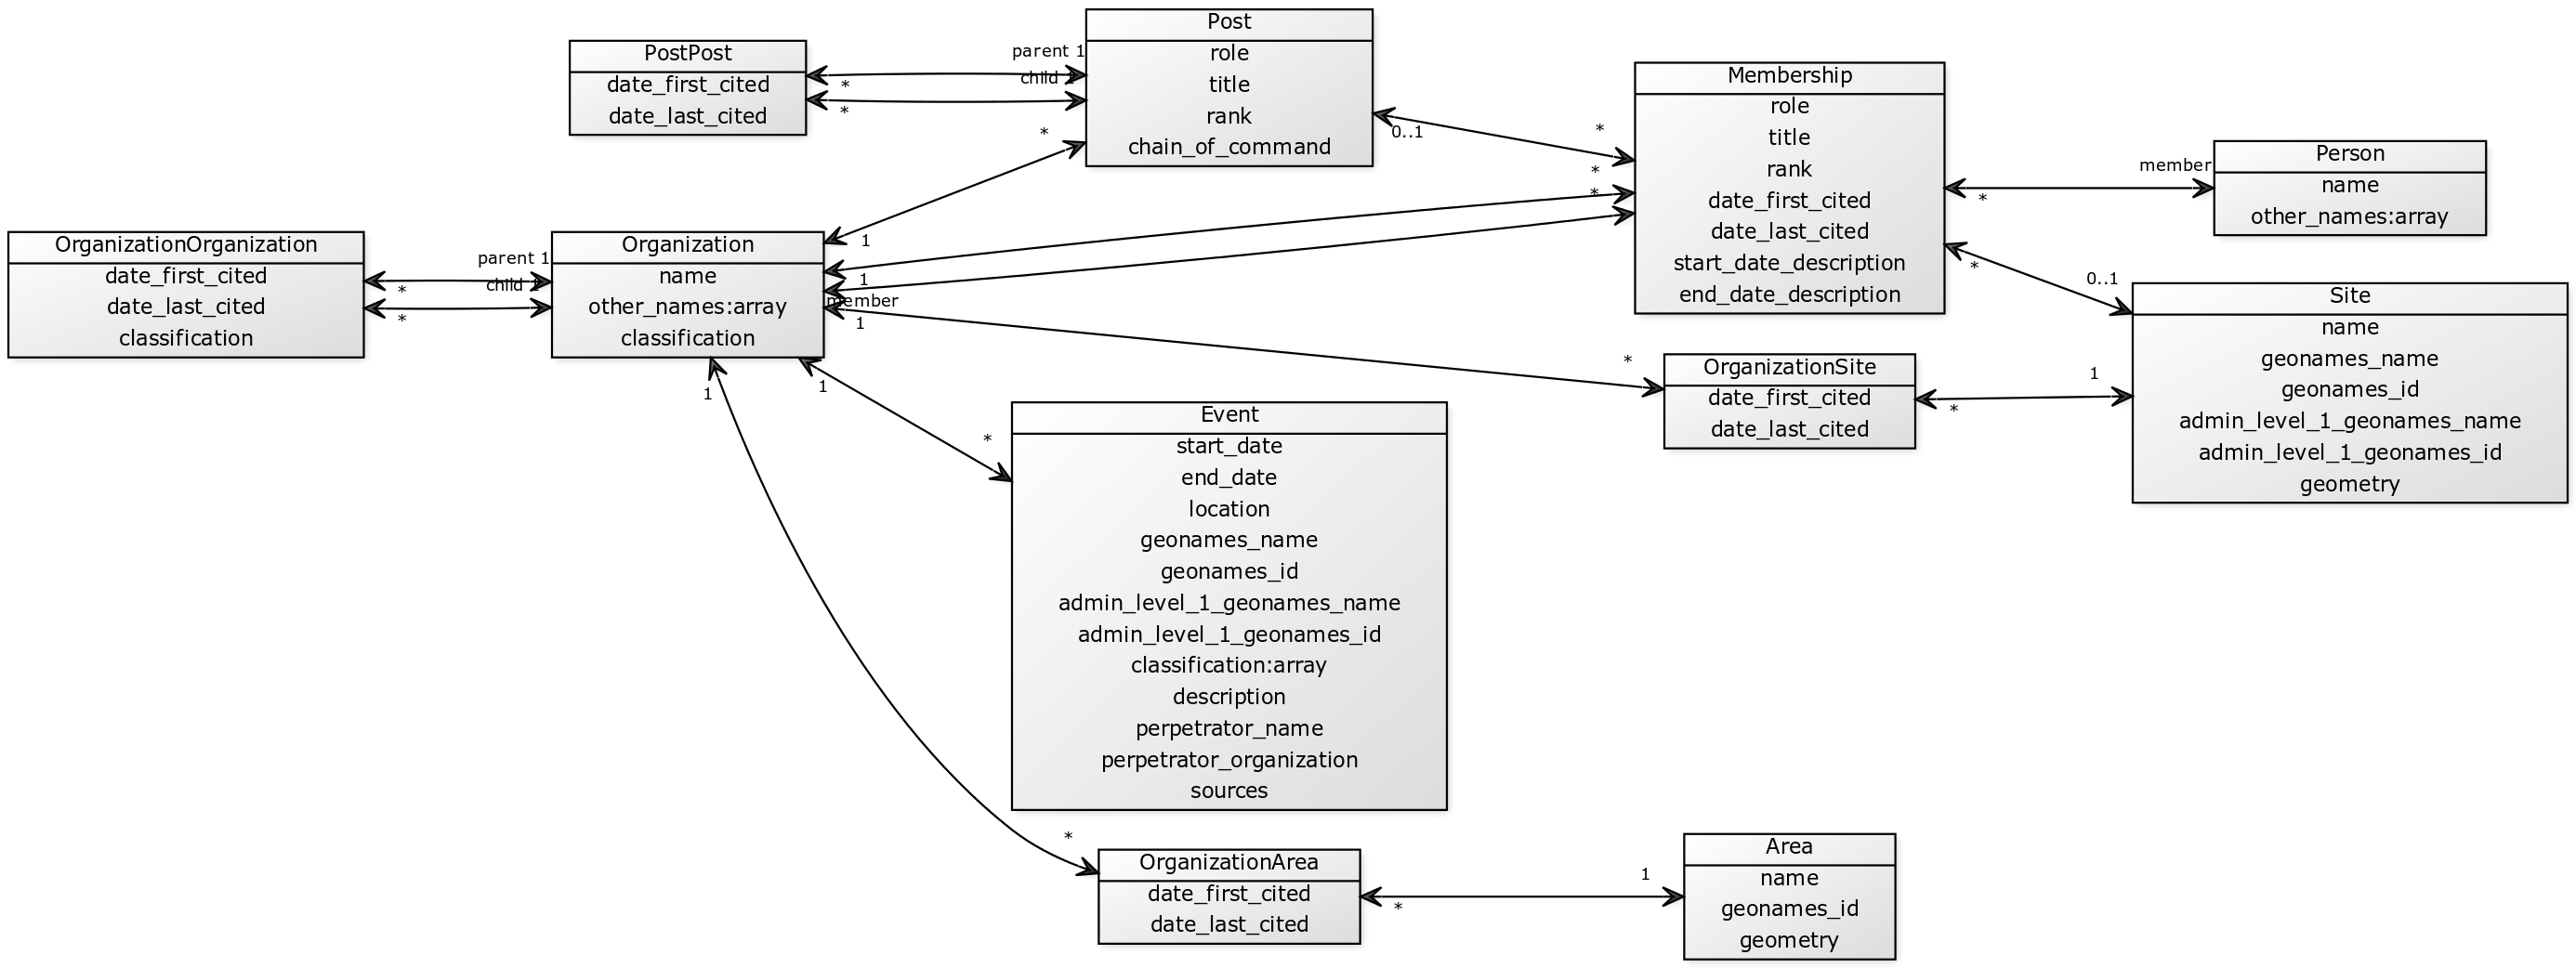 PostPost
date_first_cited
date_last_cited
parent 1
child 1
*
*
Post
role
title
rank
chain_of_command
*
1
0..1
*
Membership
role
title
rank
date_first_cited
date_last_cited
start_date_description
end_date_description
*
*
1
member
*
member
Person
name
other_names:array
OrganizationOrganization
date_first_cited
date_last_cited
classification
parent 1
child 1
*
*
Organization
name
other_names:array
classification
*
0..1
Site
name
geonames_name
geonames_id
admin_level_1_geonames_name
admin_level_1_geonames_id
geometry
1
*
OrganizationSite
date_first_cited
date_last_cited
*
1
1
*
Event
start_date
end_date
location
geonames_name
geonames_id
admin_level_1_geonames_name
admin_level_1_geonames_id
classification:array
description
perpetrator_name
perpetrator_organization
sources
1
*
OrganizationArea
date_first_cited
date_last_cited
*
1
Area
name
geonames_id
geometry